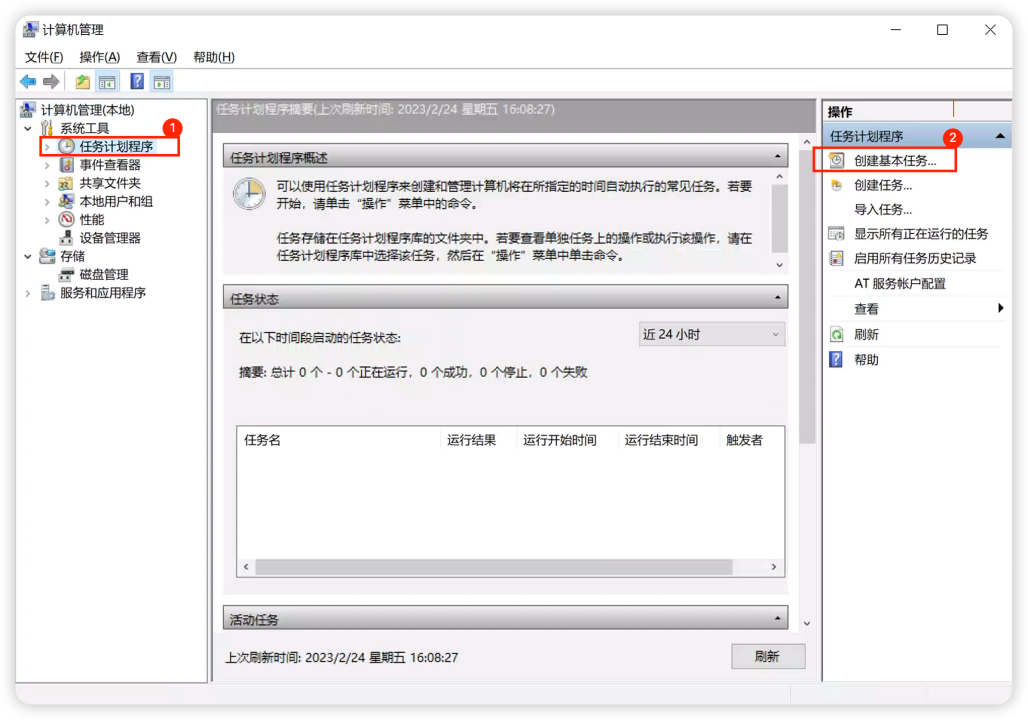 计算机管理
文件(F) 操作(A) 查看(V) 帮助(H)
计算机管理(本地)
系统工具
1
任务计划程序
事件查看器
共享文件夹
本地用户和组
性能
设备管理器
存储
磁盘管理
服务和应用程序
任务计划程序摘要(上次刷新时间: 2023/2/24 星期五 16:08:27)
任务计划程序概述
可以使用任务计划程序来创建和管理计算机将在所指定的时间自动执行的常见任务。若要
开始，请单击“操作”菜单中的命令。
任务存储在任务计划程序库的文件夹中。若要查看单独任务上的操作或执行该操作，请在
任务计划程序库中选择该任务，然后在“操作”菜单中单击命令。
任务状态
在以下时间段启动的任务状态:
近 24 小时
摘要: 总计 0 个 - 0 个正在运行，0 个成功，0 个停止，0 个失败
任务名 运行结果 运行开始时间 运行结束时间 触发者
活动任务
上次刷新时间: 2023/2/24 星期五 16:08:27
刷新
操作
任务计划程序
2
创建基本任务...
创建任务...
导入任务...
显示所有正在运行的任务
启用所有任务历史记录
AT 服务帐户配置
查看
刷新
帮助